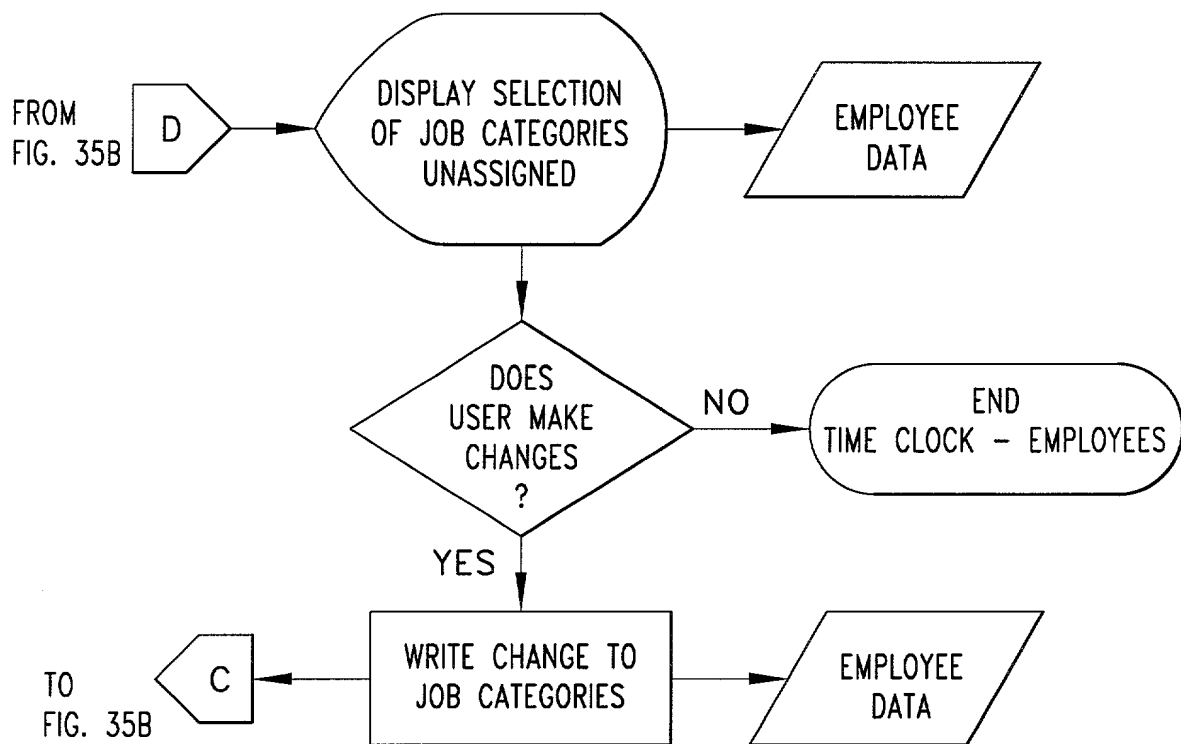 FROM
FIG. 35B
D
DISPLAY SELECTION
OF JOB CATEGORIES
UNASSIGNED
EMPLOYEE
DATA
DOES
USER MAKE
CHANGES
?
NO
END
TIME CLOCK – EMPLOYEES
YES
TO
FIG. 35B
C
WRITE CHANGE TO
JOB CATEGORIES
EMPLOYEE
DATA